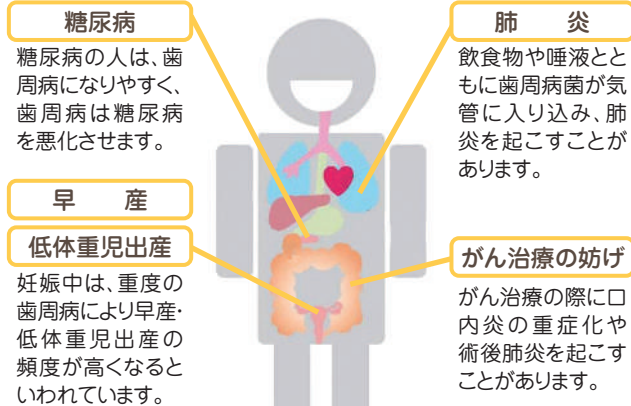 糖尿病
糖尿病の人は、歯
周病になりやすく、
歯周病は糖尿病
を悪化させます。
早産
低体重児出産
妊娠中は、重度の
歯周病により早産・
低体重児出産の
頻度が高くなると
いわれています。
肺炎
飲食物や唾液とと
もに歯周病菌が気
管に入り込み、肺
炎を起こすことが
あります。
がん治療の妨げ
がん治療の際に口
内炎の重症化や
術後肺炎を起こす
ことがあります。